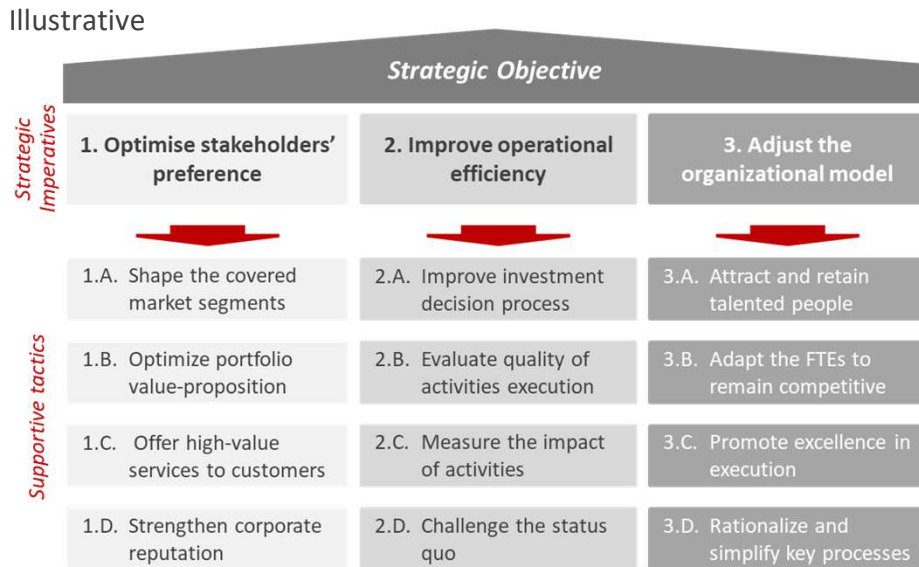 Illustrative
Strategic Objective
Strategic
Imperatives
1. Optimise stakeholders’
preference
2. Improve operational
efficiency
3. Adjust the
organizational model
Supportive tactics
1.A. Shape the covered
market segments
2.A. Improve investment
decision process
3.A. Attract and retain
talented people
1.B. Optimize portfolio
value-proposition
2.B. Evaluate quality of
activities execution
3.B. Adapt the FTEs to
remain competitive
1.C. Offer high-value
services to customers
2.C. Measure the impact
of activities
3.C. Promote excellence in
execution
1.D. Strengthen corporate
reputation
2.D. Challenge the status
quo
3.D. Rationalize and
simplify key processes